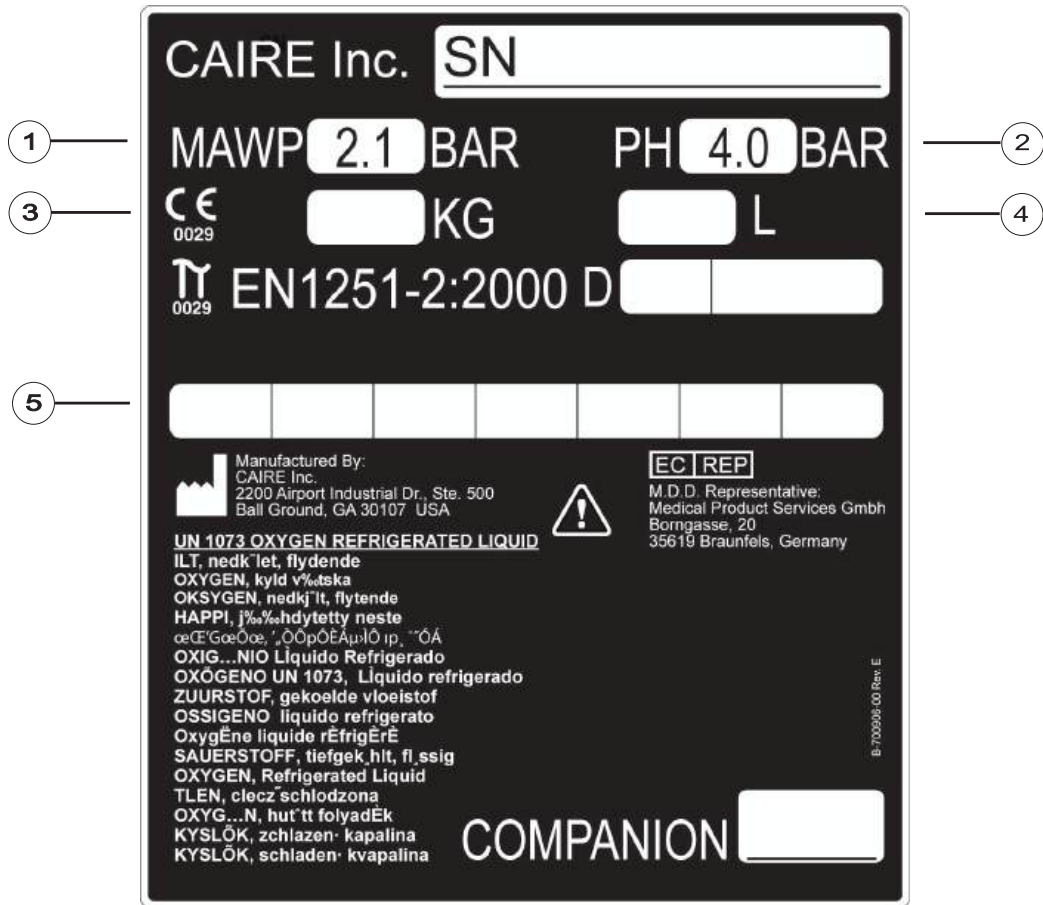 CAIRE Inc. SN
1 MAWP 2.1 BAR PH 4.0 BAR 2
3 CE 0029 KG L 4
π 0029 EN1251-2:2000 D
5
Manufactured By:
CAIRE Inc.
2200 Airport Industrial Dr., Ste. 500
Ball Ground, GA 30107 USA
EC REP
M.D.D. Representative:
Medical Product Services Gmbh
Borngasse, 20
35619 Braunfels, Germany
UN 1073 OXYGEN REFRIGERATED LIQUID
ILT, nedk˜let, flydende
OXYGEN, kyld v‰tska
OKSYGEN, nedkj˜lt, flytende
HAPPI, j‰‰hdytetty neste
OXIG...NIO Lìquido Refrigerado
OXÕGENO UN 1073, Lìquido refrigerado
ZUURSTOF, gekoelde vloeistof
OSSIGENO liquido refrigerato
OxygËne liquide rÈfrigÈrÈ
SAUERSTOFF, tiefgek¸hlt, fl¸ssig
OXYGEN, Refrigerated Liquid
TLEN, clecz˝schlodzona
OXYG...N, hut˘tt folyadÈk
KYSLÕK, zchlazen· kapalina
KYSLÕK, schladen· kvapalina
B-700906-00 Rev. E
COMPANION